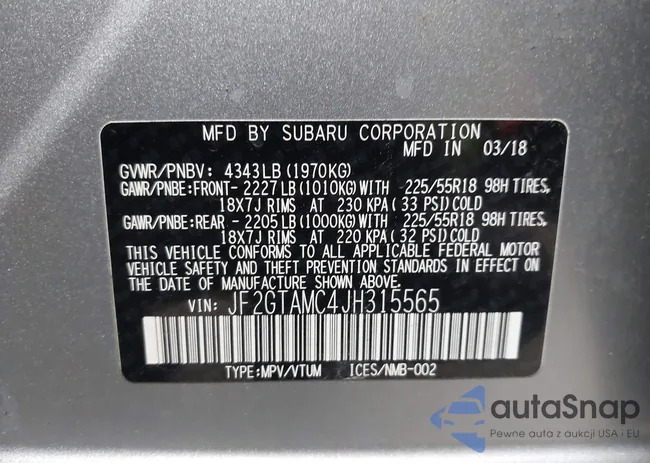 MFD BY SUBARU CORPORATION
MFD IN 03/18
GVWR/PNBV: 4343LB(1970KG)
GAWR/PNBE:FRONT- 2227LB(1010KG)WITH 225/55R18 98H TIRES,
18X7J RIMS AT 230 KPA(33 PSI)COLD
GAWR/PNBE:REAR - 2205LB(1000KG)WITH 225/55R18 98H TIRES,
18X7J RIMS AT 220 KPA(32 PSI)COLD
THIS VEHICLE CONFORMS TO ALL APPLICABLE FEDERAL MOTOR
VEHICLE SAFETY AND THEFT PREVENTION STANDARDS IN EFFECT
ON THE DATE OF MANUFACTURE SHOWN ABOVE.
VIN: JF2GTAMC4JH315565
TYPE:MPV/VTUM ICES/NMB-002
autoSnap
Pewne auta z aukcji USA i EU